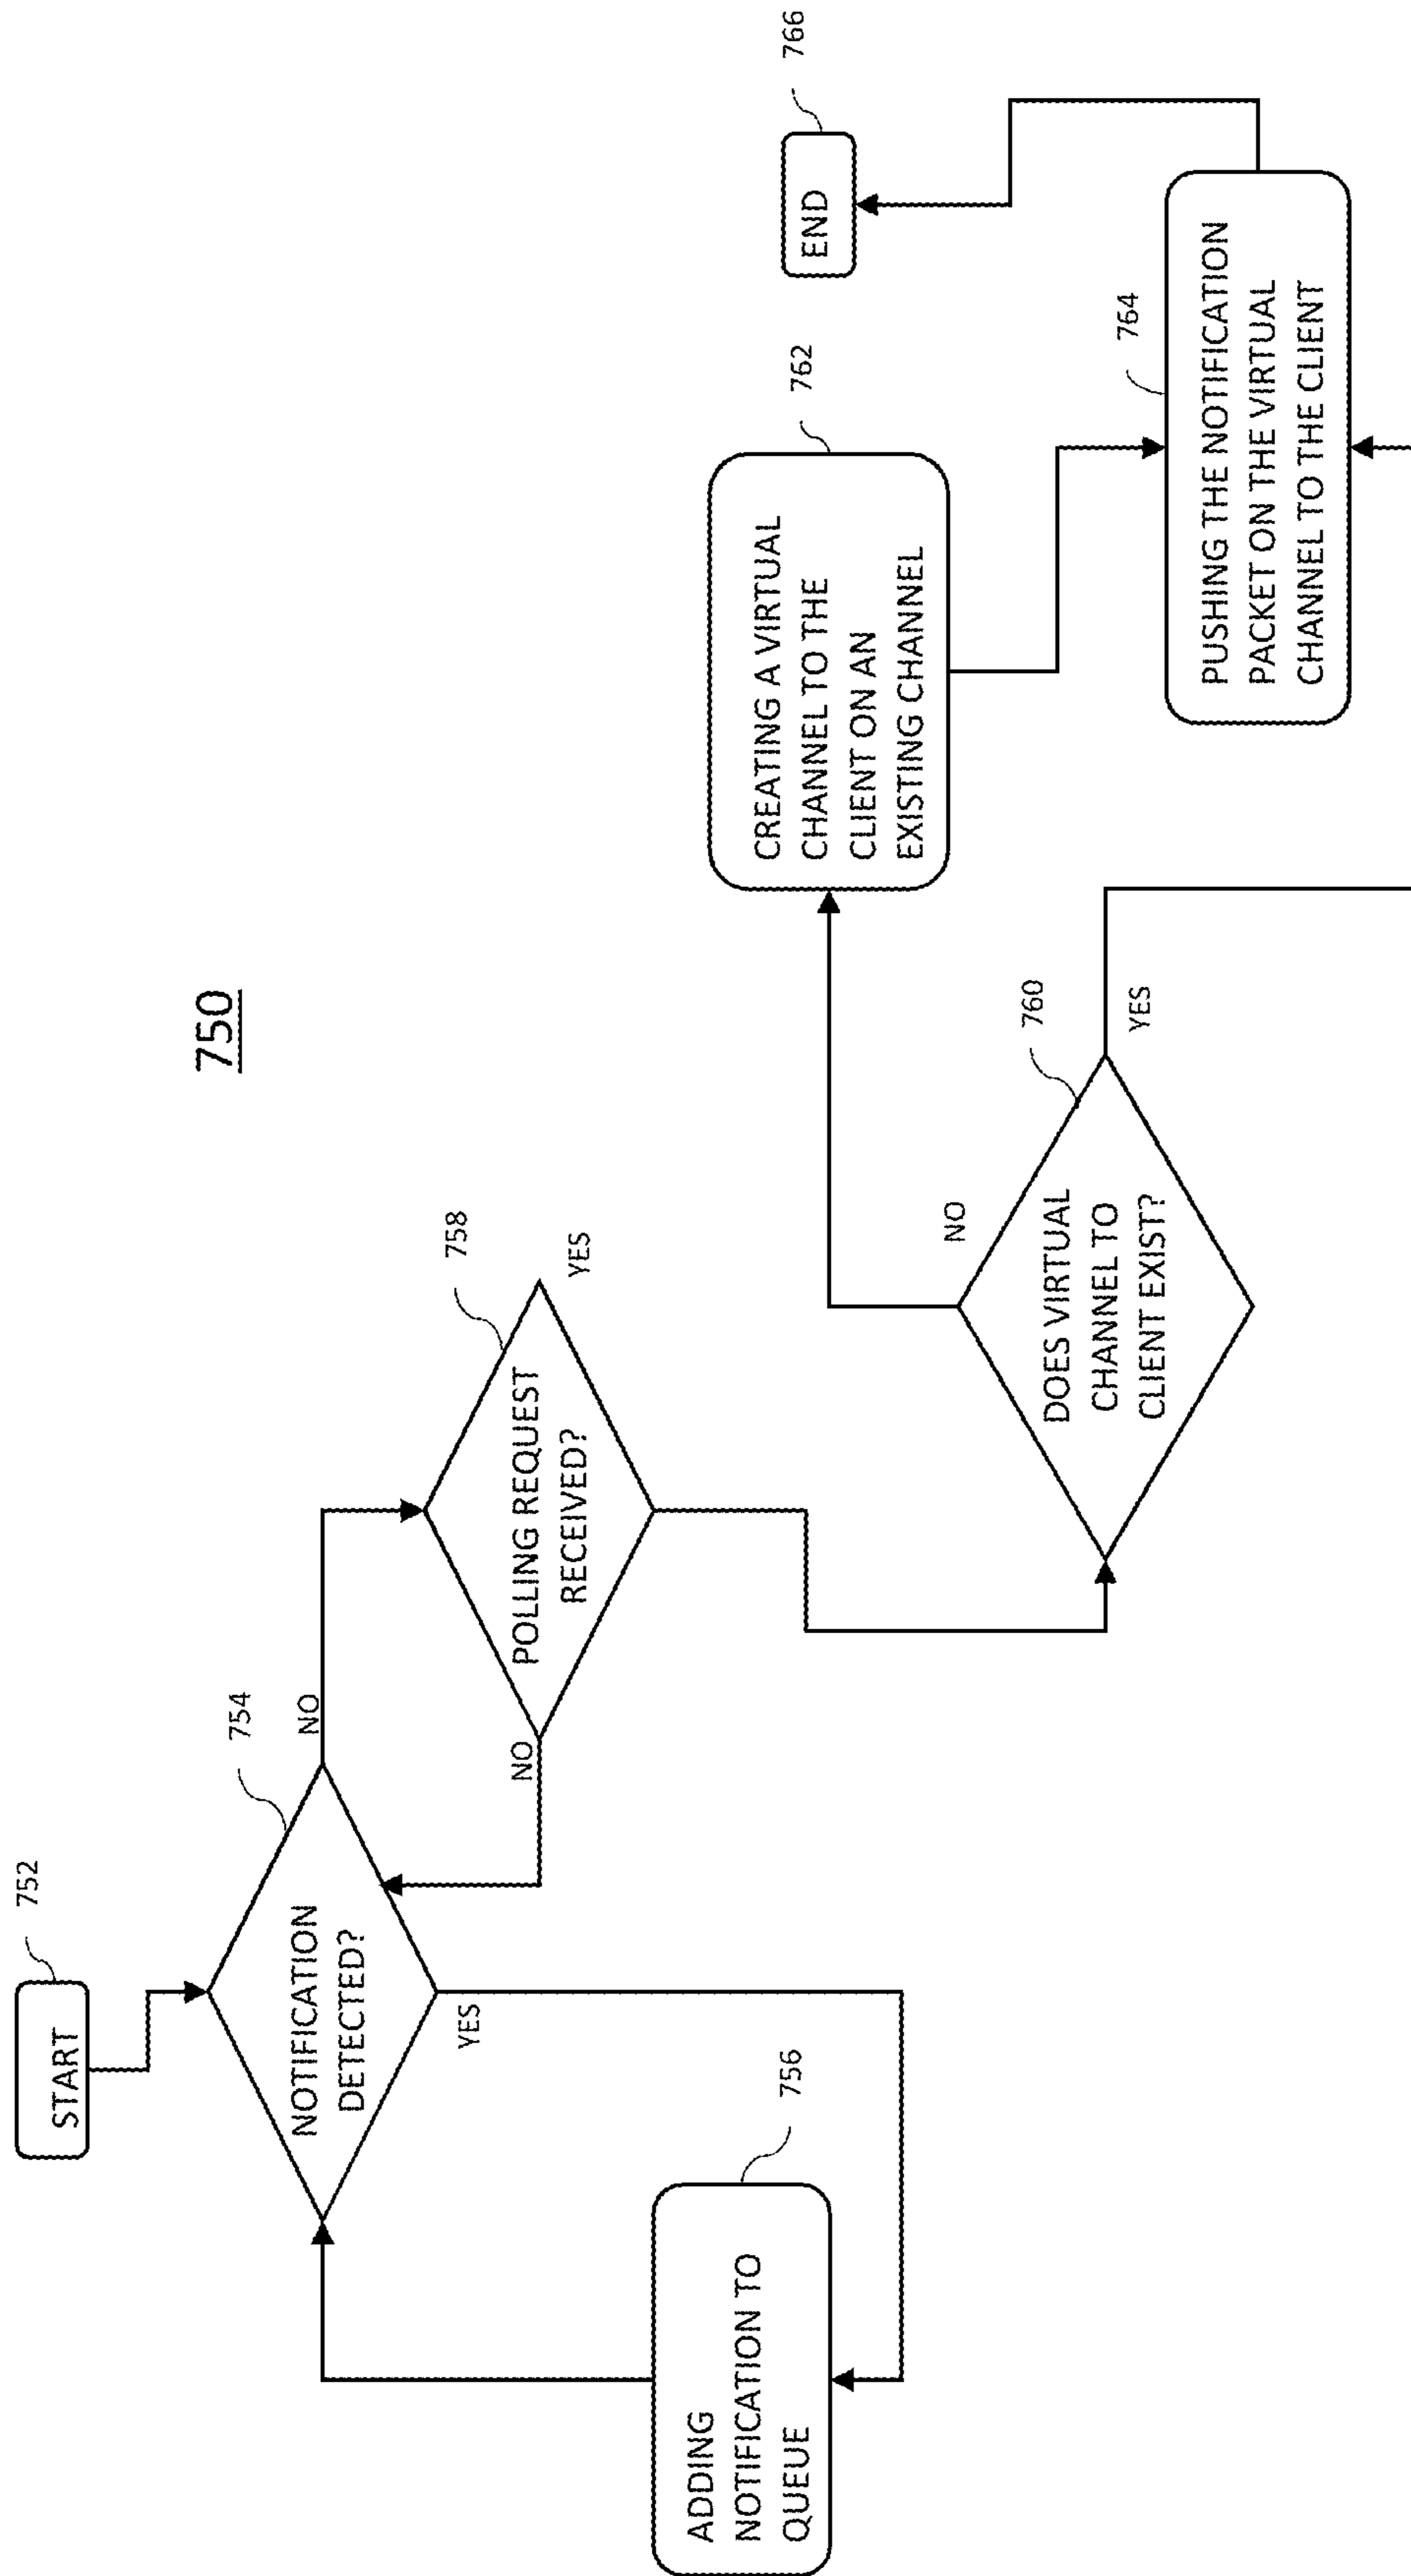 750
752
START
754
NOTIFICATION
DETECTED?
NO
YES
756
ADDING
NOTIFICATION TO
QUEUE
758
POLLING REQUEST
RECEIVED?
NO
YES
760
DOES VIRTUAL
CHANNEL TO
CLIENT EXIST?
NO
YES
762
CREATING A VIRTUAL
CHANNEL TO THE
CLIENT ON AN
EXISTING CHANNEL
764
PUSHING THE NOTIFICATION
PACKET ON THE VIRTUAL
CHANNEL TO THE CLIENT
766
END